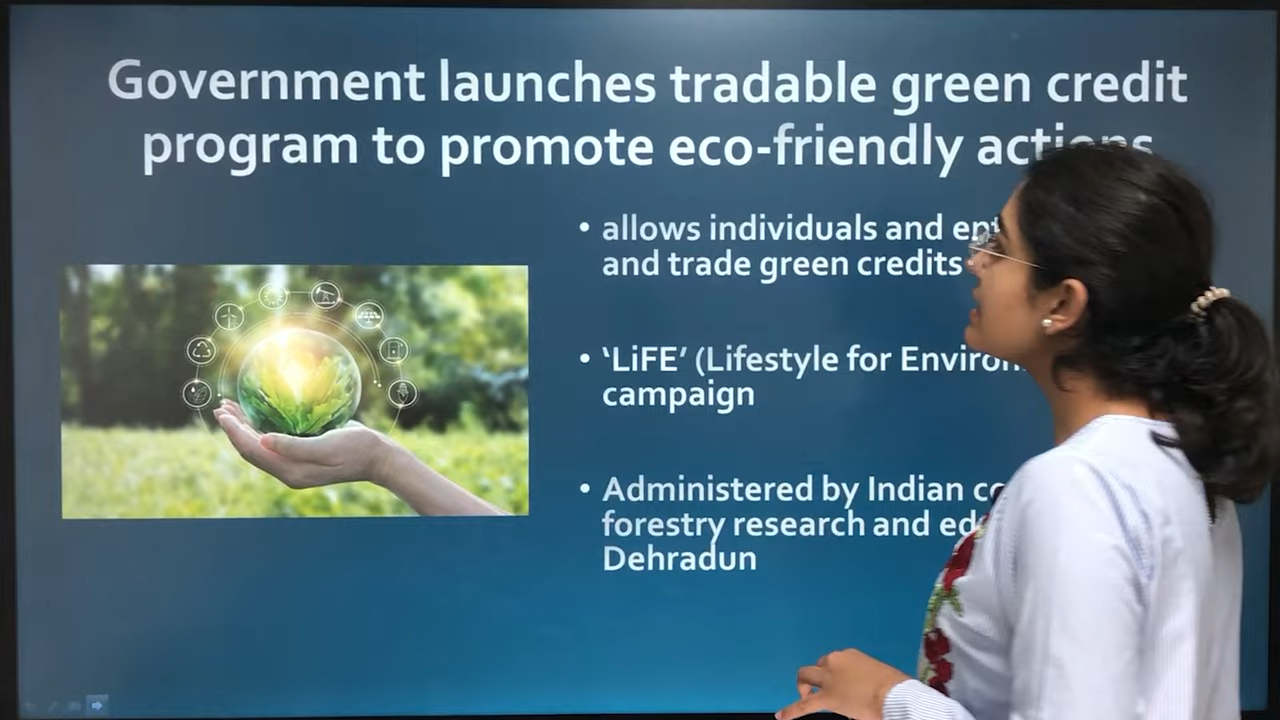 Government launches tradable green credit
program to promote eco-friendly actions
• allows individuals and
and trade green credits
• ‘LiFE’ (Lifestyle for
campaign
• Administered by Indian
forestry research and
Dehradun